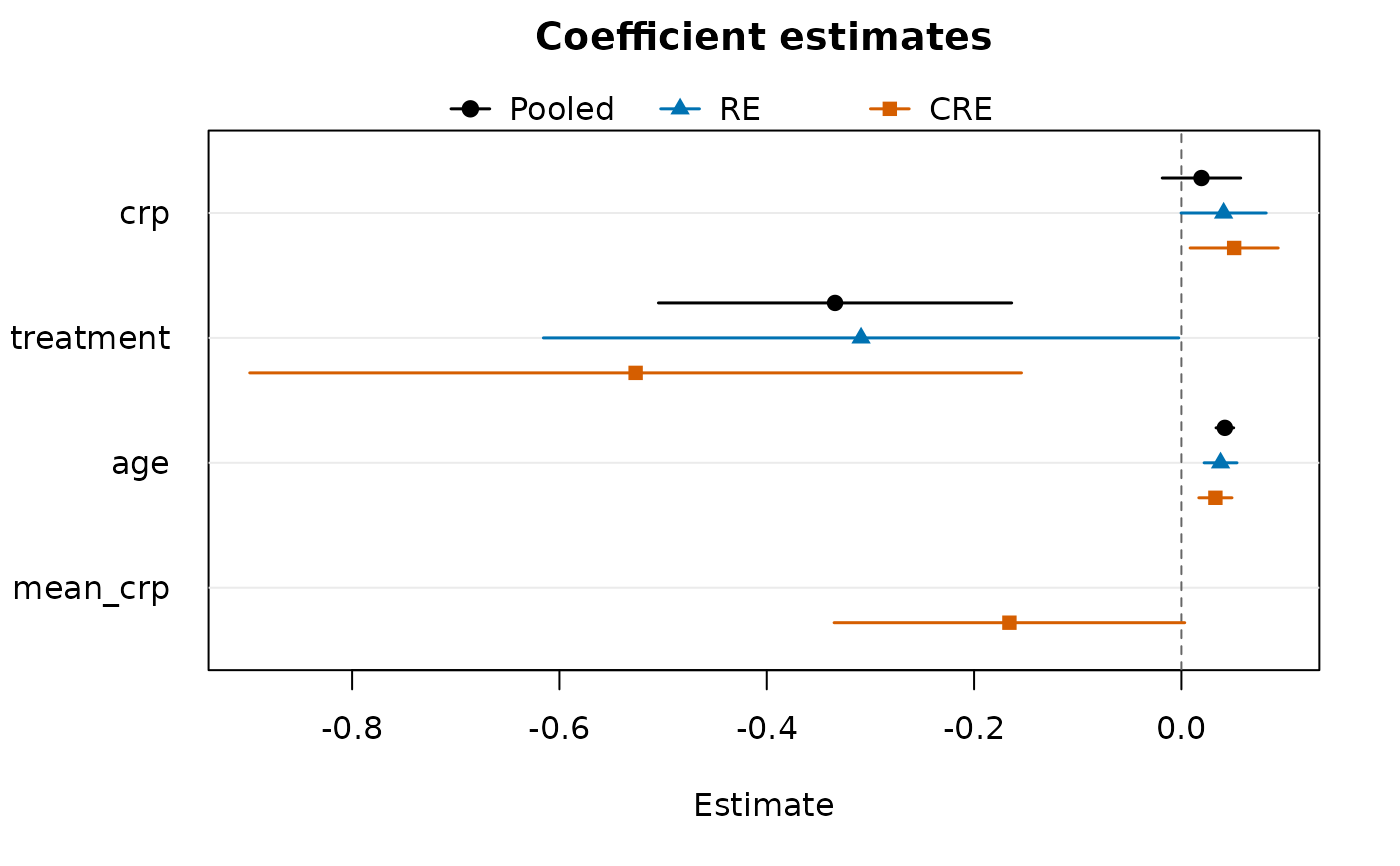 Coefficient estimates
Pooled RE CRE
crp
treatment
age
mean_crp
-0.8 -0.6 -0.4 -0.2 0.0
Estimate